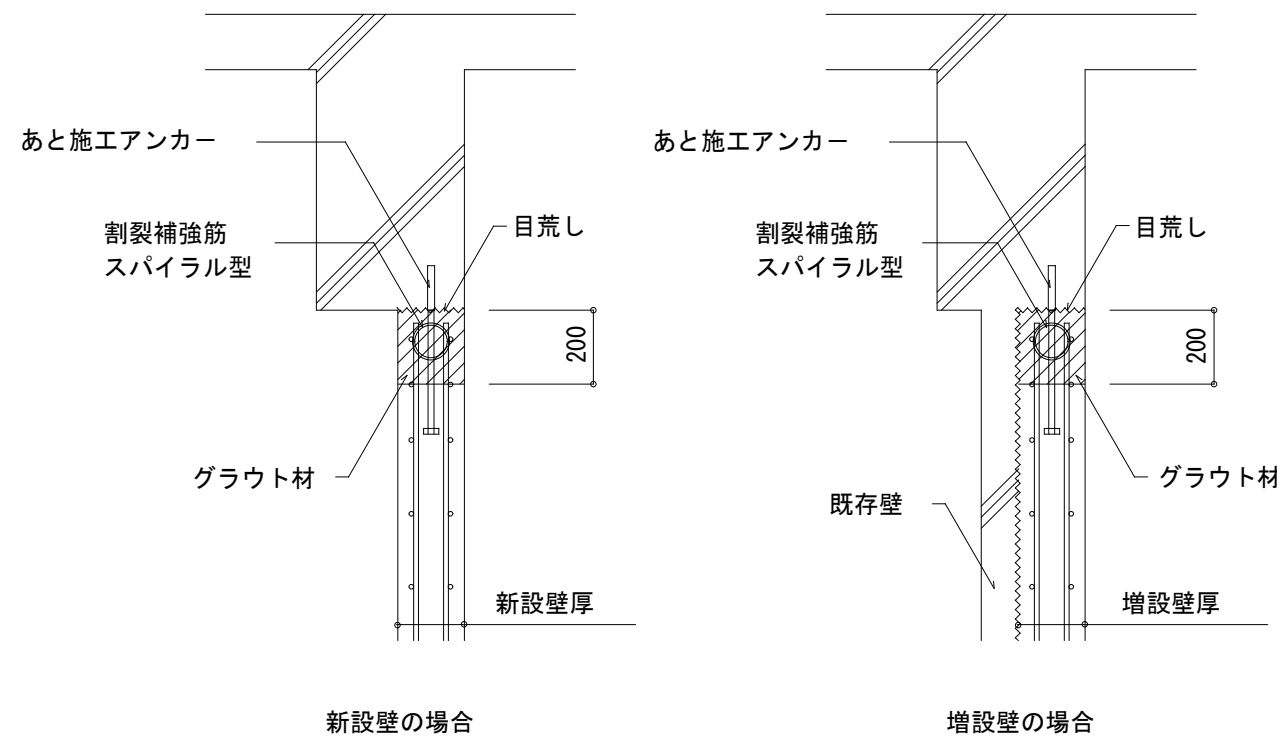 あと施工アンカー
割裂補強筋
スパイラル型
目荒し
200
グラウト材
新設壁厚
新設壁の場合
あと施工アンカー
割裂補強筋
スパイラル型
目荒し
200
グラウト材
既存壁
増設壁厚
増設壁の場合